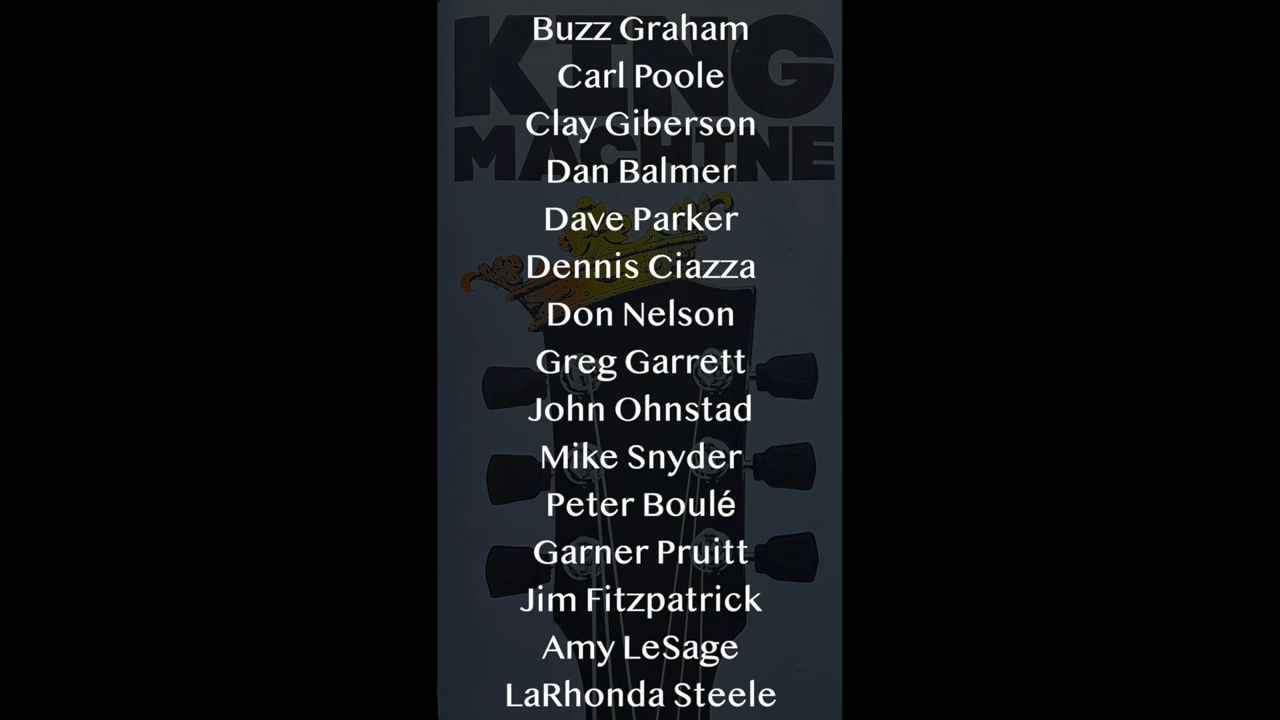 KING
MACHINE
Buzz Graham
Carl Poole
Clay Giberson
Dan Balmer
Dave Parker
Dennis Ciazza
Don Nelson
Greg Garrett
John Ohnstad
Mike Snyder
Peter Boulé
Garner Pruitt
Jim Fitzpatrick
Amy LeSage
LaRhonda Steele